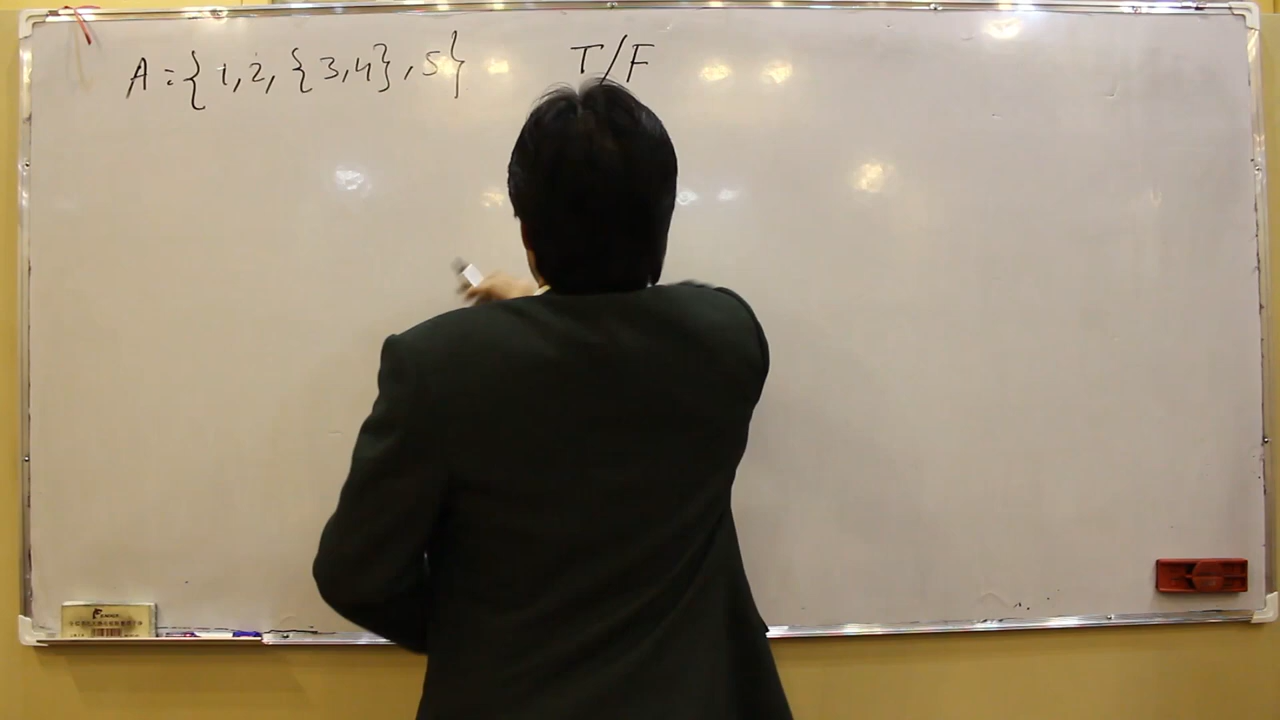 A = { 1, 2, { 3, 4 } , 5 } T/F